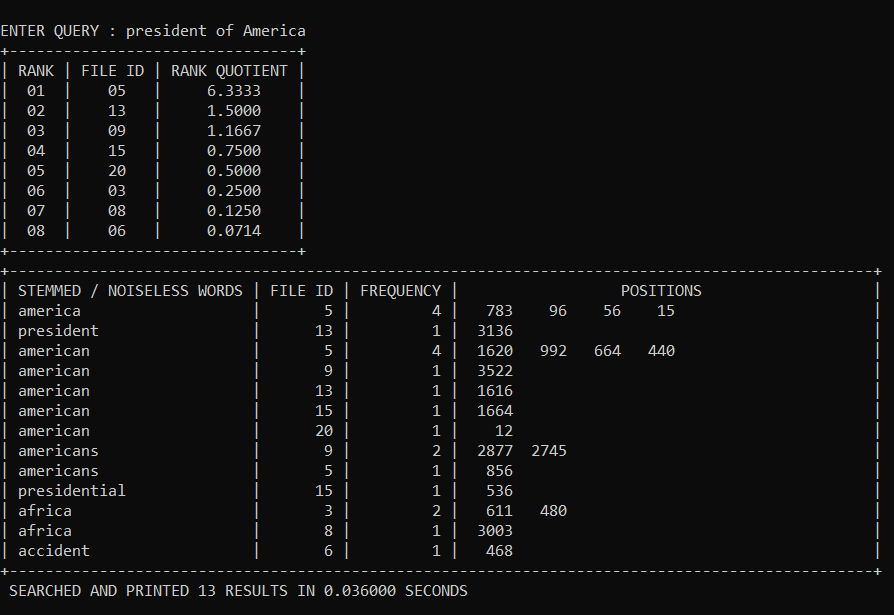 ENTER QUERY : president of America
+--------------------------------+
| RANK | FILE ID | RANK QUOTIENT |
|  01  |    05   |     6.3333    |
|  02  |    13   |     1.5000    |
|  03  |    09   |     1.1667    |
|  04  |    15   |     0.7500    |
|  05  |    20   |     0.5000    |
|  06  |    03   |     0.2500    |
|  07  |    08   |     0.1250    |
|  08  |    06   |     0.0714    |
+--------------------------------+
+------------------------------------------------------------------------------------------------+
| STEMMED / NOISELESS WORDS | FILE ID | FREQUENCY |                  POSITIONS                   |
| america                   |       5 |         4 |   783    96    56    15                      |
| president                 |      13 |         1 |  3136                                        |
| american                  |       5 |         4 |  1620   992   664   440                      |
| american                  |       9 |         1 |  3522                                        |
| american                  |      13 |         1 |  1616                                        |
| american                  |      15 |         1 |  1664                                        |
| american                  |      20 |         1 |    12                                        |
| americans                 |       9 |         2 |  2877  2745                                  |
| americans                 |       5 |         1 |   856                                        |
| presidential              |      15 |         1 |   536                                        |
| africa                    |       3 |         2 |   611   480                                  |
| africa                    |       8 |         1 |  3003                                        |
| accident                  |       6 |         1 |   468                                        |
+------------------------------------------------------------------------------------------------+
SEARCHED AND PRINTED 13 RESULTS IN 0.036000 SECONDS